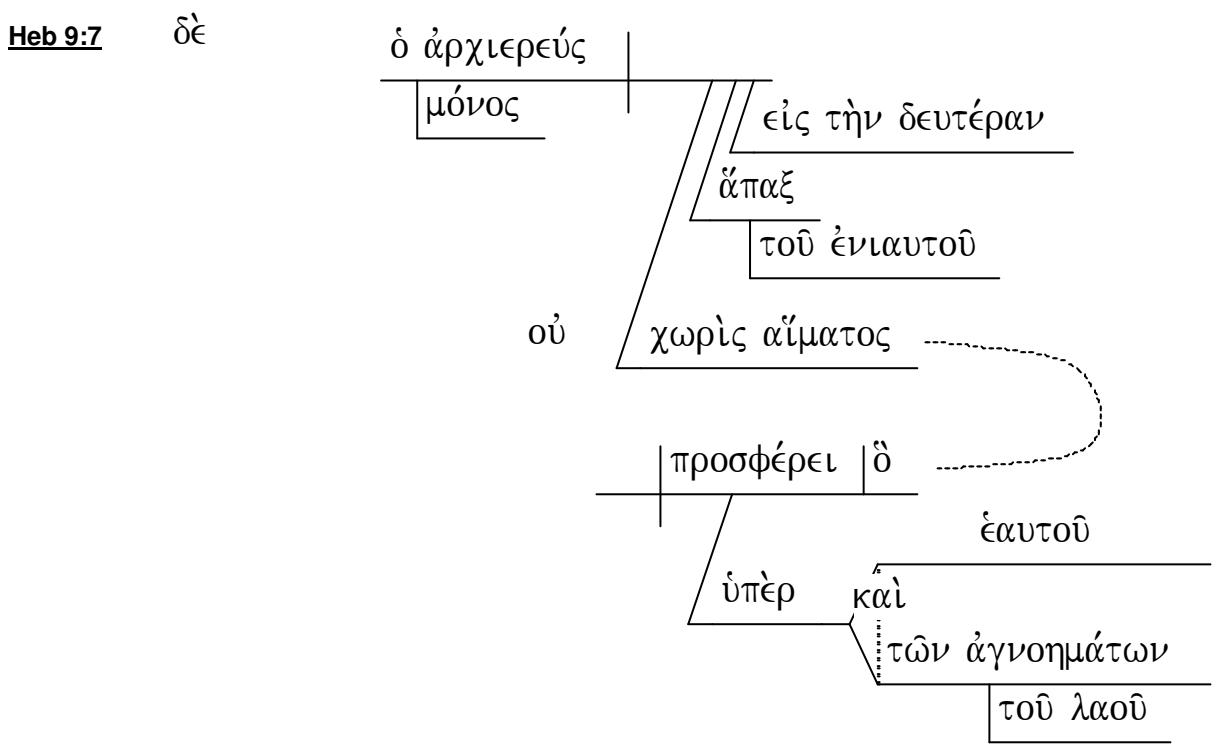 Heb 9:7 δὲ ὁ ἀρχιερεύς
μόνος
εἰς τὴν δευτέραν
ἅπαξ
τοῦ ἐνιαυτοῦ
οὐ χωρὶς αἵματος
προσφέρει ὃ
ἑαυτοῦ
ὑπὲρ καὶ
τῶν ἀγνοημάτων
τοῦ λαοῦ